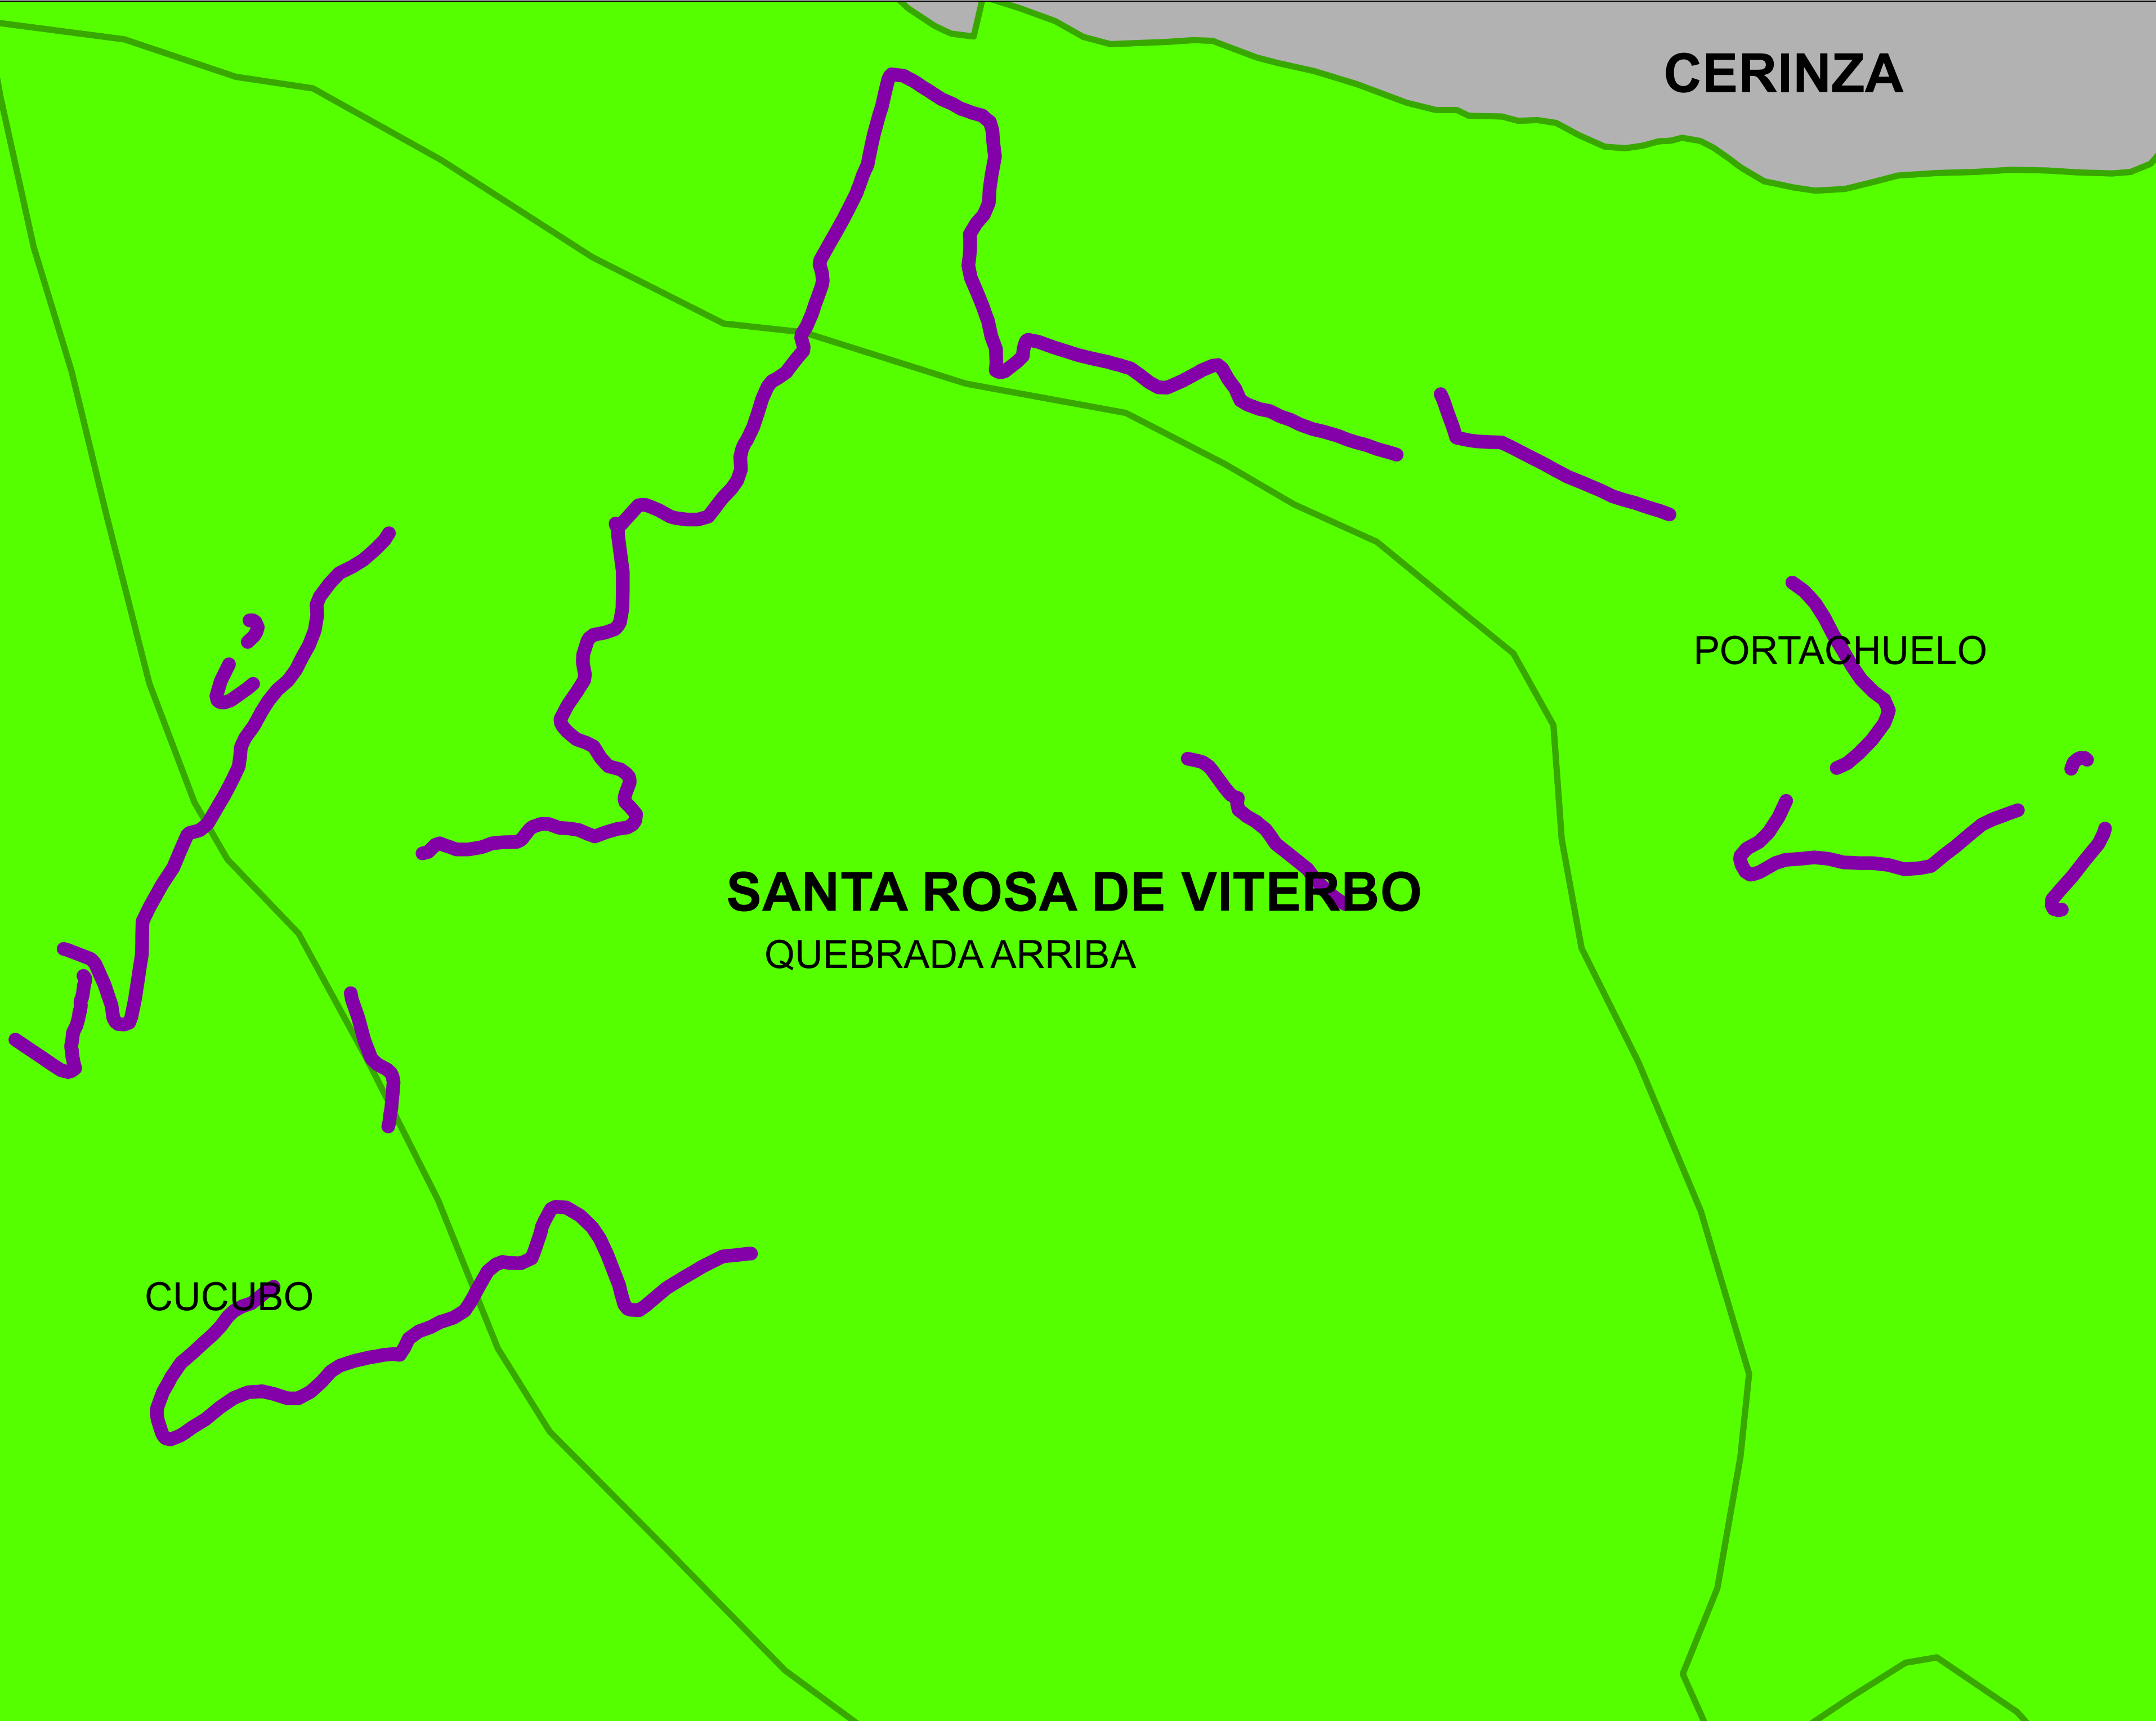 CERINZA
PORTACHUELO
SANTA ROSA DE VITERBO
QUEBRADA ARRIBA
CUCUBO